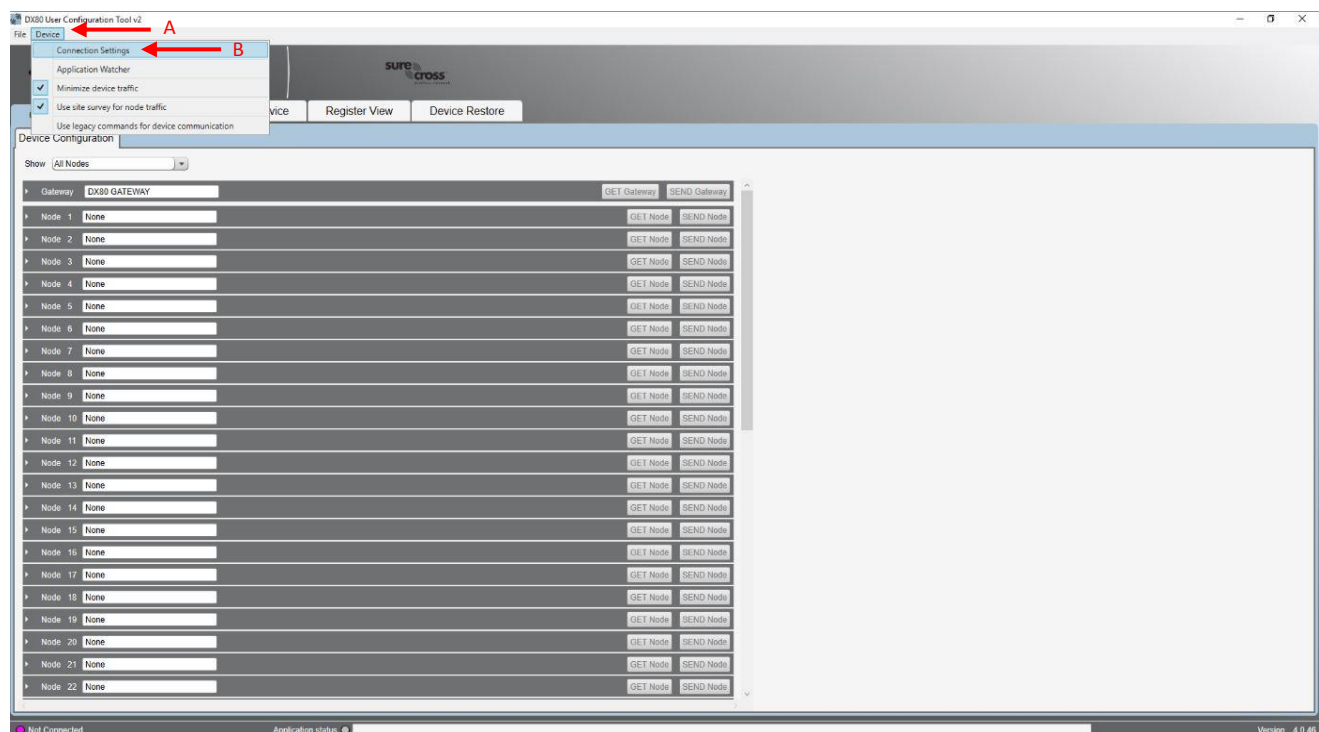 DX80 User Configuration Tool v2
File Device A
Connection Settings B
Application Watcher
Minimize device traffic
Use site survey for node traffic
Use legacy commands for device communication
sure cross
vice Register View Device Restore
Device Configuration
Show All Nodes
Gateway DX80 GATEWAY GET Gateway SEND Gateway
Node 1 None GET Node SEND Node
Node 2 None GET Node SEND Node
Node 3 None GET Node SEND Node
Node 4 None GET Node SEND Node
Node 5 None GET Node SEND Node
Node 6 None GET Node SEND Node
Node 7 None GET Node SEND Node
Node 8 None GET Node SEND Node
Node 9 None GET Node SEND Node
Node 10 None GET Node SEND Node
Node 11 None GET Node SEND Node
Node 12 None GET Node SEND Node
Node 13 None GET Node SEND Node
Node 14 None GET Node SEND Node
Node 15 None GET Node SEND Node
Node 16 None GET Node SEND Node
Node 17 None GET Node SEND Node
Node 18 None GET Node SEND Node
Node 19 None GET Node SEND Node
Node 20 None GET Node SEND Node
Node 21 None GET Node SEND Node
Node 22 None GET Node SEND Node
Not Connected Application status Version 4.0.46